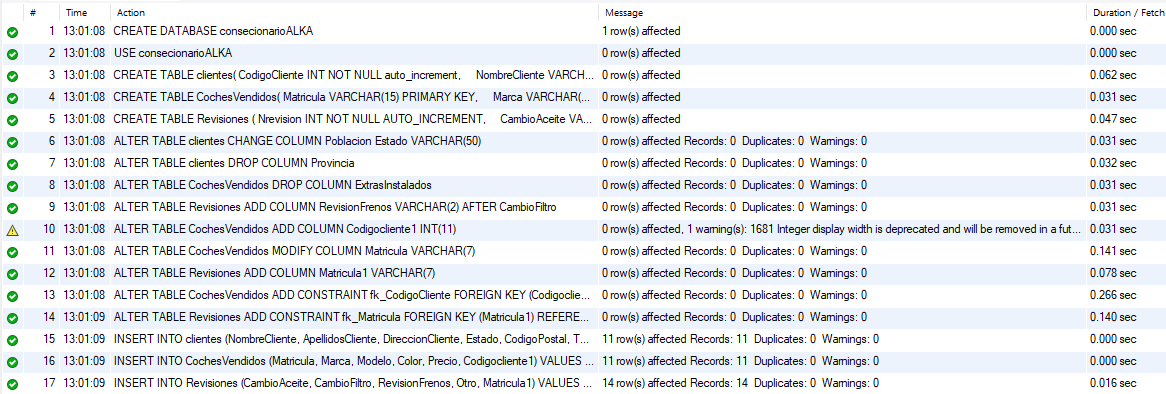 # Time Action Message Duration / Fetch
1 13:01:08 CREATE DATABASE consecionarioALKA 1 row(s) affected 0.000 sec
2 13:01:08 USE consecionarioALKA 0 row(s) affected 0.000 sec
3 13:01:08 CREATE TABLE clientes( CodigoCliente INT NOT NULL auto_increment, NombreCliente VARCH... 0 row(s) affected 0.062 sec
4 13:01:08 CREATE TABLE CochesVendidos( Matricula VARCHAR(15) PRIMARY KEY, Marca VARCHAR(... 0 row(s) affected 0.031 sec
5 13:01:08 CREATE TABLE Revisiones ( Nrevision INT NOT NULL AUTO_INCREMENT, CambioAceite VA... 0 row(s) affected 0.047 sec
6 13:01:08 ALTER TABLE clientes CHANGE COLUMN Poblacion Estado VARCHAR(50) 0 row(s) affected Records: 0 Duplicates: 0 Warnings: 0 0.031 sec
7 13:01:08 ALTER TABLE clientes DROP COLUMN Provincia 0 row(s) affected Records: 0 Duplicates: 0 Warnings: 0 0.032 sec
8 13:01:08 ALTER TABLE CochesVendidos DROP COLUMN ExtrasInstalados 0 row(s) affected Records: 0 Duplicates: 0 Warnings: 0 0.031 sec
9 13:01:08 ALTER TABLE Revisiones ADD COLUMN RevisionFrenos VARCHAR(2) AFTER CambioFiltro 0 row(s) affected Records: 0 Duplicates: 0 Warnings: 0 0.031 sec
10 13:01:08 ALTER TABLE CochesVendidos ADD COLUMN Codigocliente1 INT(11) 0 row(s) affected, 1 warning(s): 1681 Integer display width is deprecated and will be removed in a fut... 0.031 sec
11 13:01:08 ALTER TABLE CochesVendidos MODIFY COLUMN Matricula VARCHAR(7) 0 row(s) affected Records: 0 Duplicates: 0 Warnings: 0 0.141 sec
12 13:01:08 ALTER TABLE Revisiones ADD COLUMN Matricula1 VARCHAR(7) 0 row(s) affected Records: 0 Duplicates: 0 Warnings: 0 0.078 sec
13 13:01:08 ALTER TABLE CochesVendidos ADD CONSTRAINT fk_CodigoCliente FOREIGN KEY (Codigoclie... 0 row(s) affected Records: 0 Duplicates: 0 Warnings: 0 0.266 sec
14 13:01:09 ALTER TABLE Revisiones ADD CONSTRAINT fk_Matricula FOREIGN KEY (Matricula1) REFERE... 0 row(s) affected Records: 0 Duplicates: 0 Warnings: 0 0.140 sec
15 13:01:09 INSERT INTO clientes (NombreCliente, ApellidosCliente, DireccionCliente, Estado, CodigoPostal, T... 11 row(s) affected Records: 11 Duplicates: 0 Warnings: 0 0.000 sec
16 13:01:09 INSERT INTO CochesVendidos (Matricula, Marca, Modelo, Color, Precio, Codigocliente1) VALUES ... 11 row(s) affected Records: 11 Duplicates: 0 Warnings: 0 0.000 sec
17 13:01:09 INSERT INTO Revisiones (CambioAceite, CambioFiltro, RevisionFrenos, Otro, Matricula1) VALUES ... 14 row(s) affected Records: 14 Duplicates: 0 Warnings: 0 0.016 sec